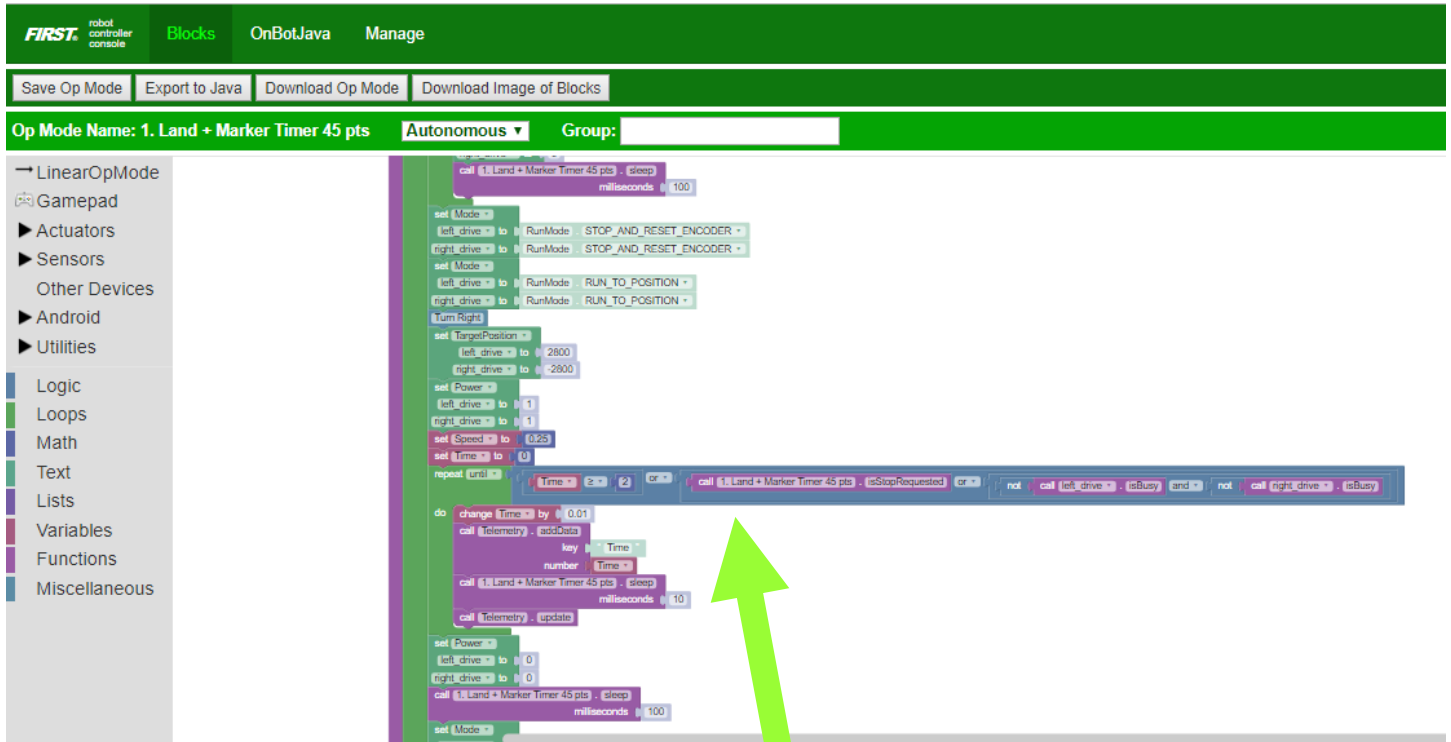 FIRST. robot controller console Blocks OnBotJava Manage
Save Op Mode Export to Java Download Op Mode Download Image of Blocks
Op Mode Name: 1. Land + Marker Timer 45 pts Autonomous ▾ Group:
LinearOpMode
Gamepad
Actuators
Sensors
Other Devices
Android
Utilities
Logic
Loops
Math
Text
Lists
Variables
Functions
Miscellaneous
call 1. Land + Marker Timer 45 pts . sleep
milliseconds 100
set Mode
left_drive to RunMode . STOP_AND_RESET_ENCODER
right_drive to RunMode . STOP_AND_RESET_ENCODER
set Mode
left_drive to RunMode . RUN_TO_POSITION
right_drive to RunMode . RUN_TO_POSITION
Turn Right
set TargetPosition
left_drive to 2800
right_drive to -2800
set Power
left_drive to 1
right_drive to 1
set Speed to 0.25
set Time to 0
repeat until Time ≥ 2 or call 1. Land + Marker Timer 45 pts . isStopRequested or not call left_drive . isBusy and not call right_drive . isBusy
do change Time by 0.01
call Telemetry . addData
key " Time "
number Time
call 1. Land + Marker Timer 45 pts . sleep
milliseconds 10
call Telemetry . update
set Power
left_drive to 0
right_drive to 0
call 1. Land + Marker Timer 45 pts . sleep
milliseconds 100
set Mode